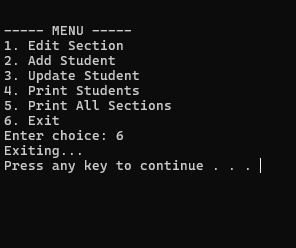 ----- MENU -----
1. Edit Section
2. Add Student
3. Update Student
4. Print Students
5. Print All Sections
6. Exit
Enter choice: 6
Exiting...
Press any key to continue . . .